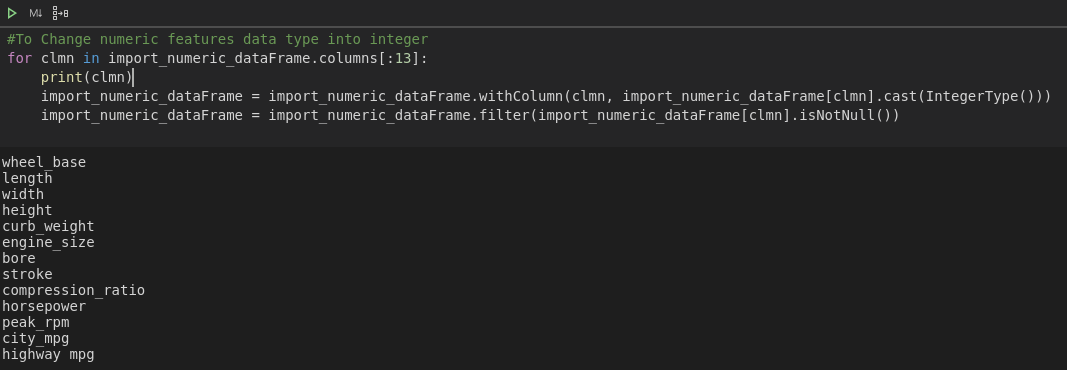 M↓
#To Change numeric features data type into integer
for clmn in import_numeric_dataFrame.columns[:13]:
    print(clmn)
    import_numeric_dataFrame = import_numeric_dataFrame.withColumn(clmn, import_numeric_dataFrame[clmn].cast(IntegerType()))
    import_numeric_dataFrame = import_numeric_dataFrame.filter(import_numeric_dataFrame[clmn].isNotNull())
wheel_base
length
width
height
curb_weight
engine_size
bore
stroke
compression_ratio
horsepower
peak_rpm
city_mpg
highway mpg